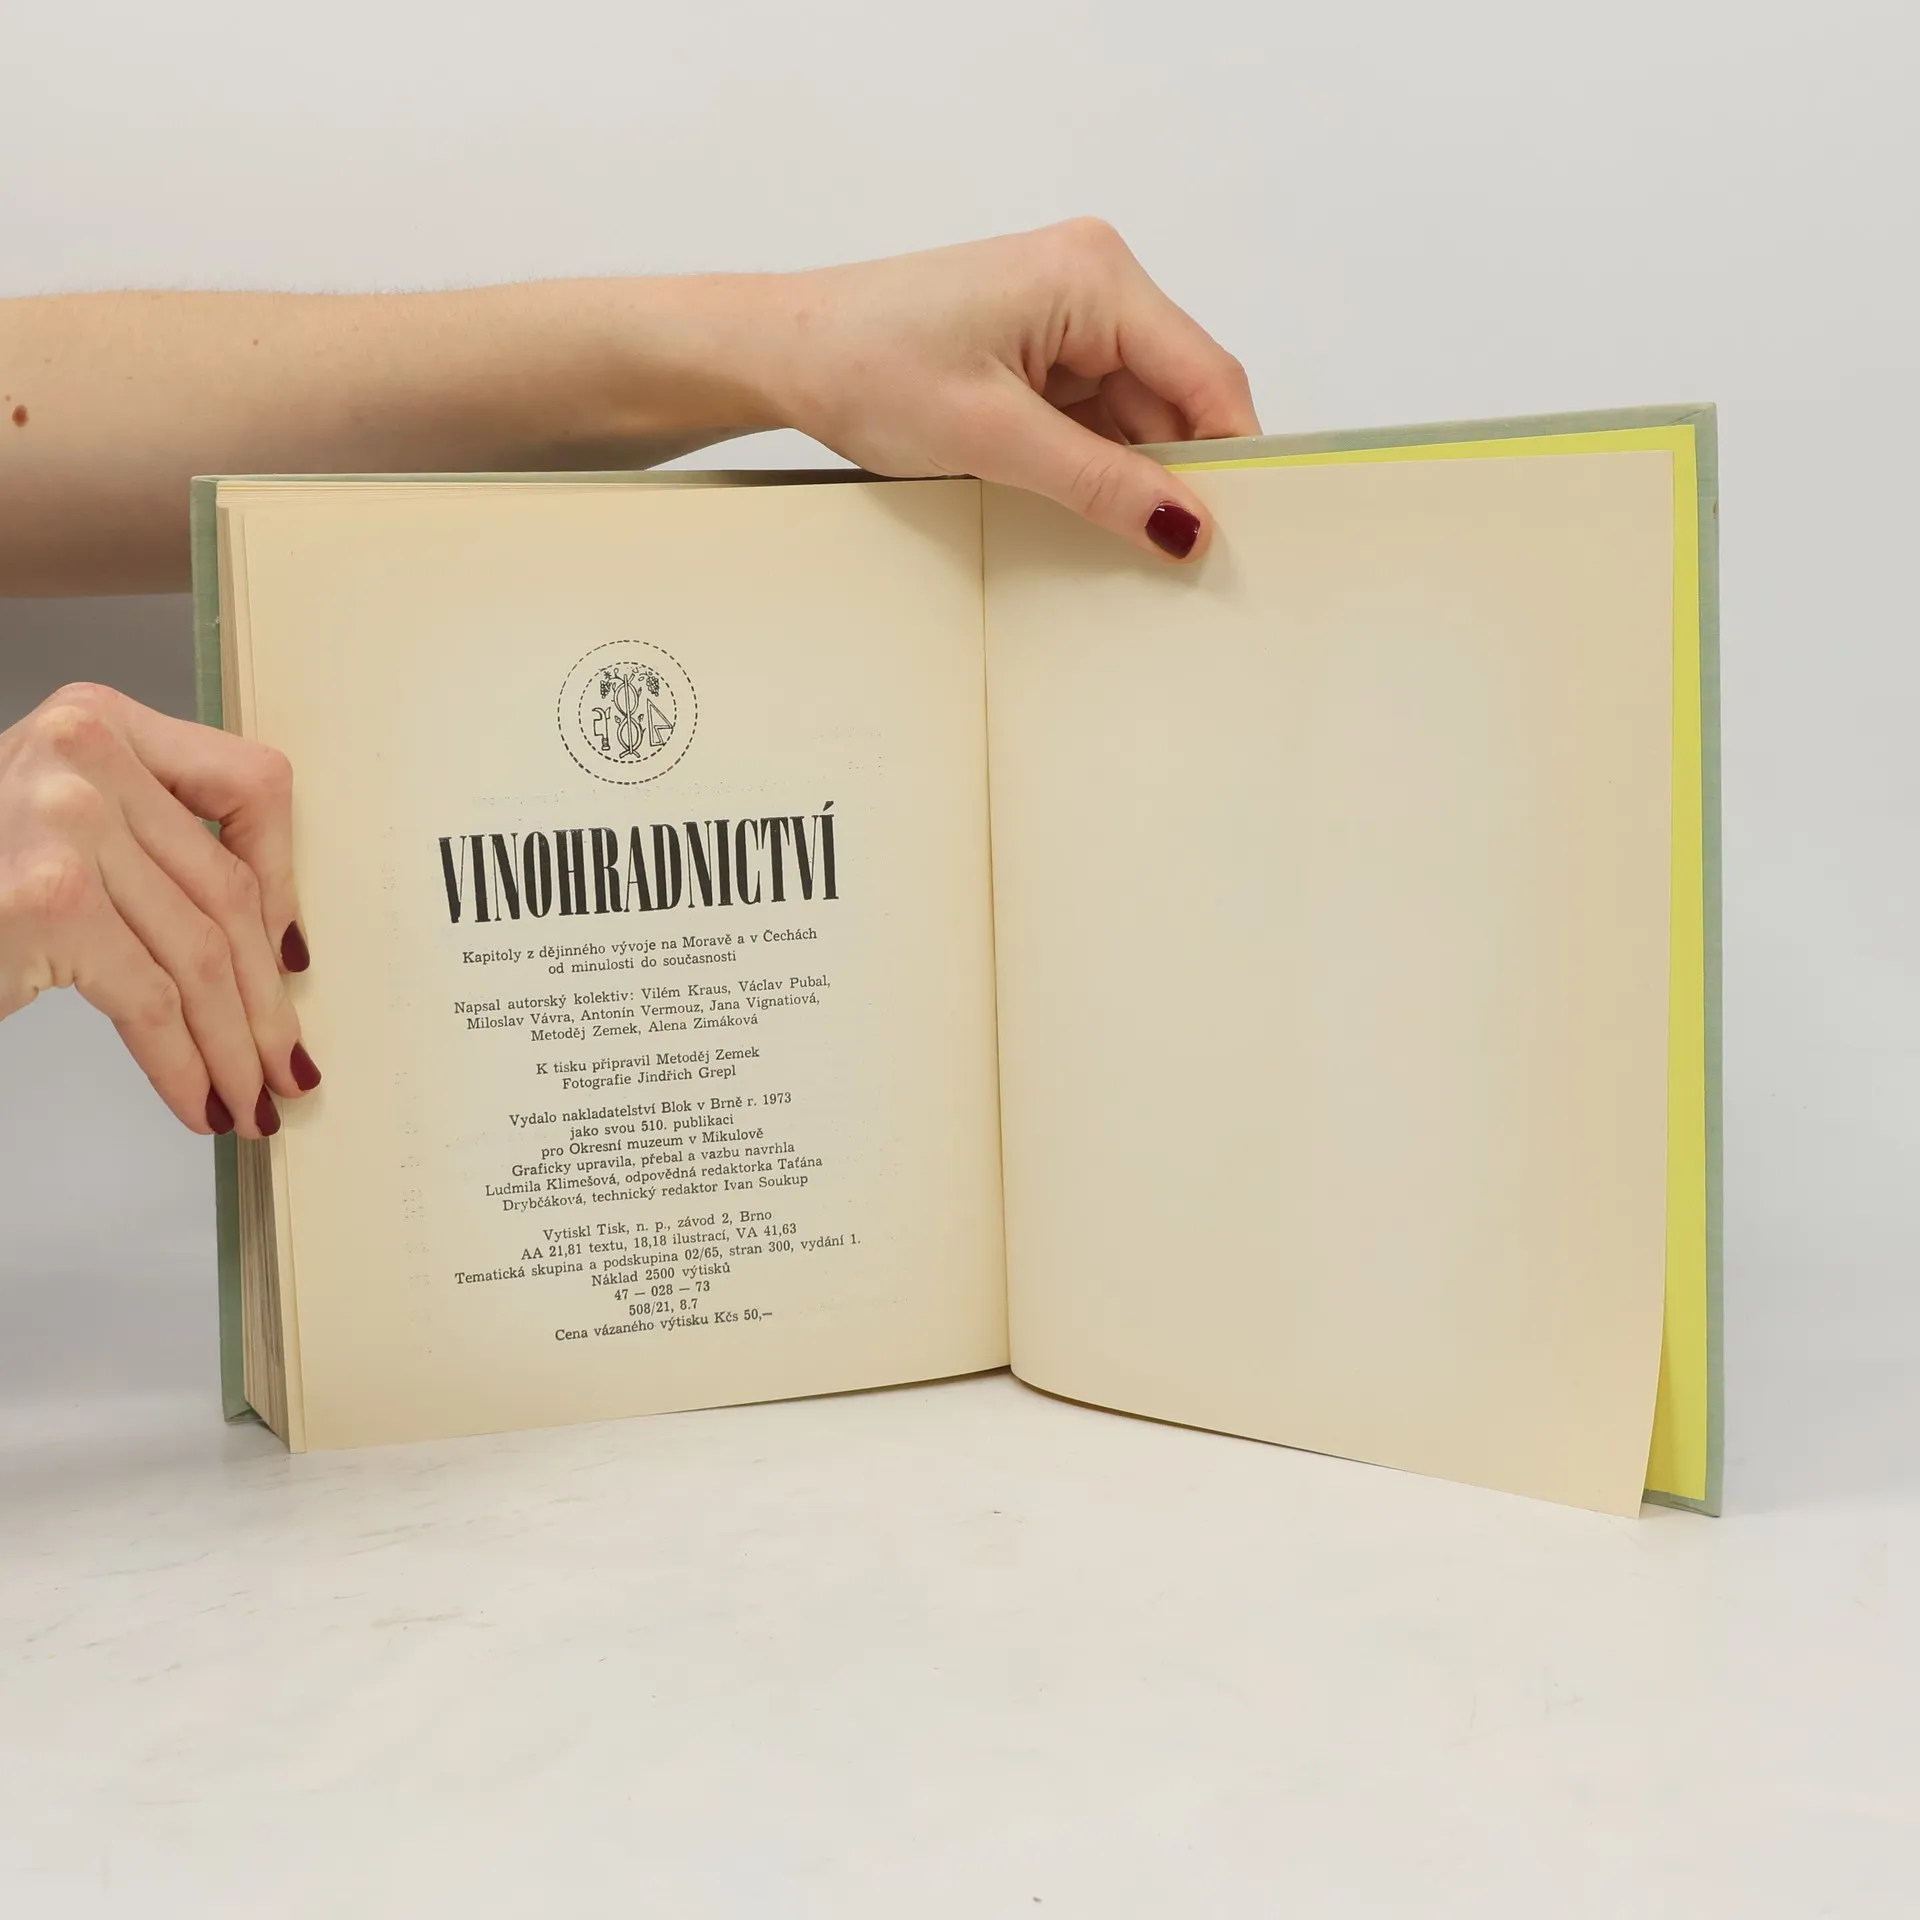 VINOHRADNICTVÍ
Kapitoly z dějinného vývoje na Moravě a v Čechách
od minulosti do současnosti
Napsal autorský kolektiv: Vilém Kraus, Václav Pubal,
Miloslav Vávra, Antonín Vermouz, Jana Vignatiová,
Metoděj Zemek, Alena Zimáková
K tisku připravil Metoděj Zemek
Fotografie Jindřich Grepl
Vydalo nakladatelství Blok v Brně r. 1973
jako svou 510. publikaci
pro Okresní muzeum v Mikulově
Graficky upravila, přebal a vazbu navrhla
Ludmila Klimešová, odpovědná redaktorka Taťána
Drybčáková, technický redaktor Ivan Soukup
Vytiskl Tisk, n. p., závod 2, Brno
AA 21,81 textu, 18,18 ilustrací, VA 41,63
Tematická skupina a podskupina 02/65, stran 300, vydání 1.
Náklad 2500 výtisků
47 — 028 — 73
508/21, 8.7
Cena vázaného výtisku Kčs 50,—